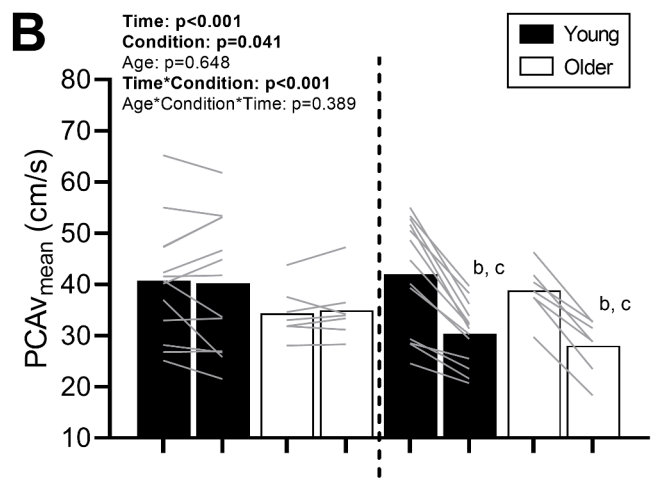 B
Time: p<0.001
Condition: p=0.041
Age: p=0.648
Time*Condition: p<0.001
Age*Condition*Time: p=0.389
Young
Older
PCAvmean (cm/s)
80
70
60
50
40
30
20
10
b, c
b, c